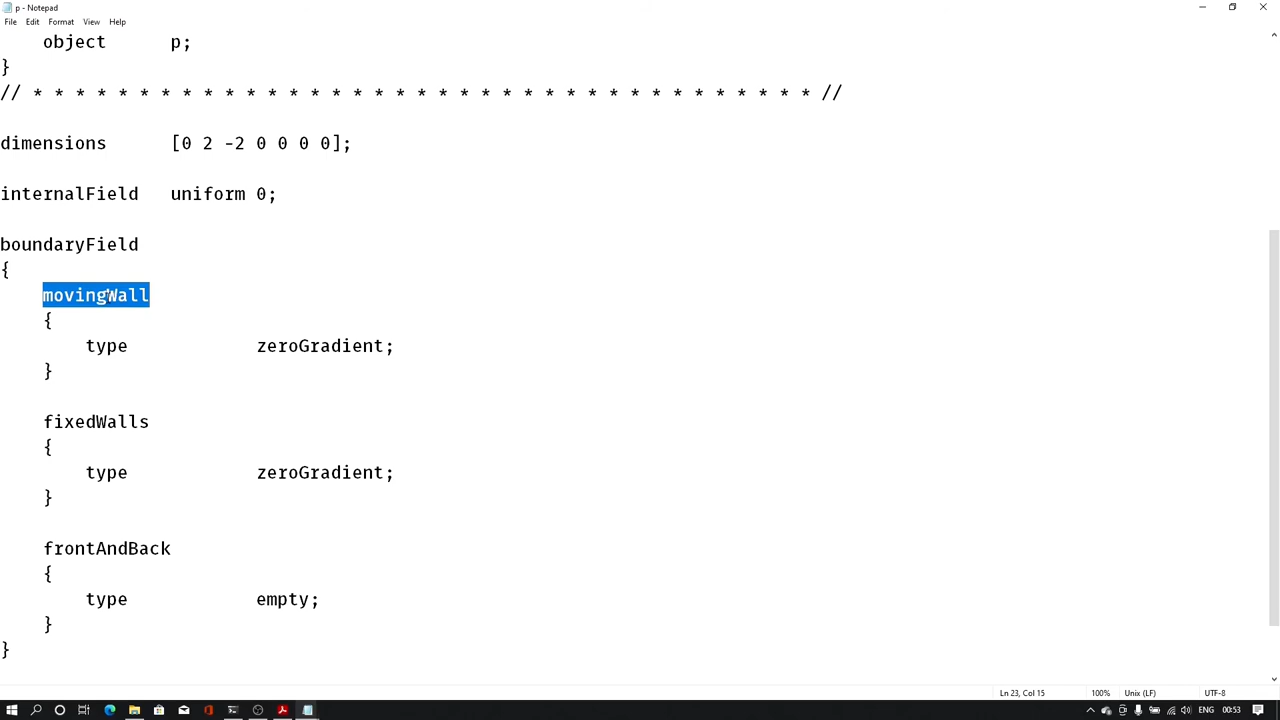 p - Notepad
File Edit Format View Help
object p;
}
// * * * * * * * * * * * * * * * * * * * * * * * * * * * * * * * * * * * * * //
dimensions [0 2 -2 0 0 0 0];
internalField uniform 0;
boundaryField
{
movingWall
{
type zeroGradient;
}
fixedWalls
{
type zeroGradient;
}
frontAndBack
{
type empty;
}
}
Ln 23, Col 15 100% Unix (LF) UTF-8
ENG 00:53